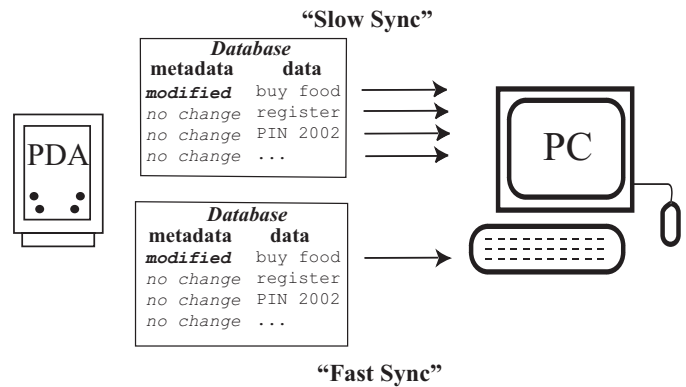 “Slow Sync”
Database
metadata data
modified buy food
no change register
no change PIN 2002
no change ...
PDA
PC
Database
metadata data
modified buy food
no change register
no change PIN 2002
no change ...
“Fast Sync”